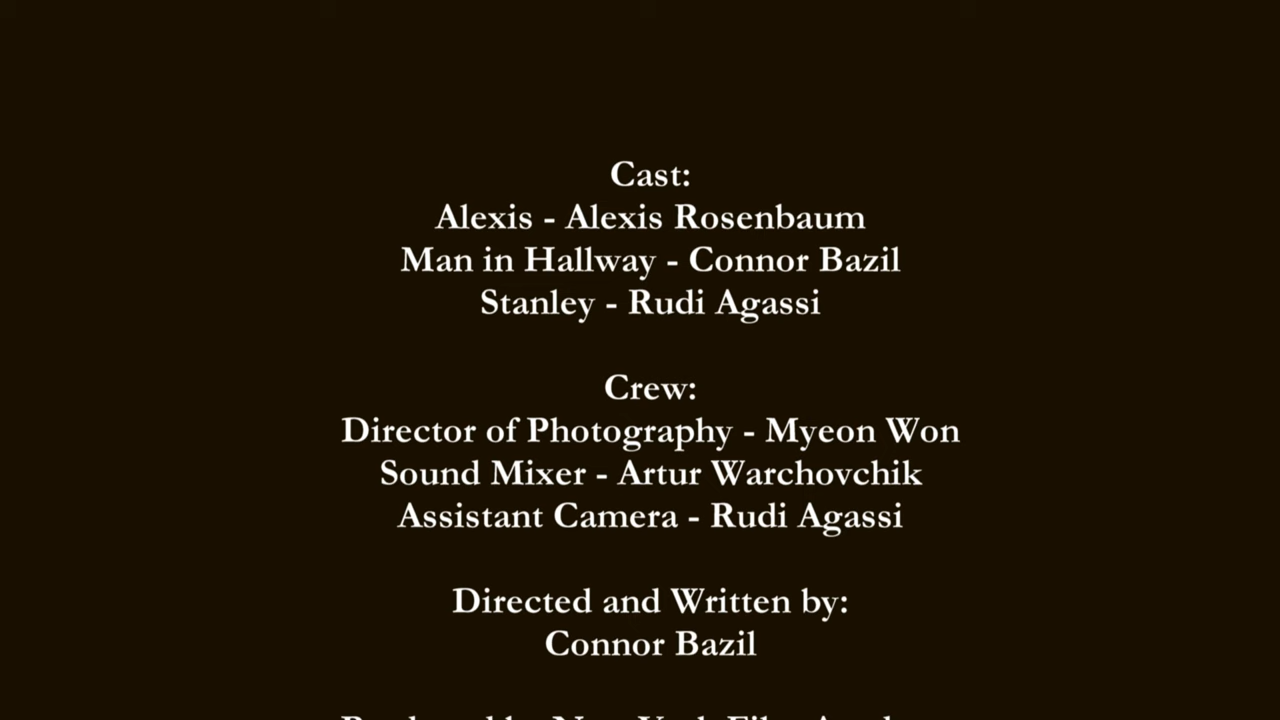 Cast:
Alexis - Alexis Rosenbaum
Man in Hallway - Connor Bazil
Stanley - Rudi Agassi
Crew:
Director of Photography - Myeon Won
Sound Mixer - Artur Warchovchik
Assistant Camera - Rudi Agassi
Directed and Written by:
Connor Bazil